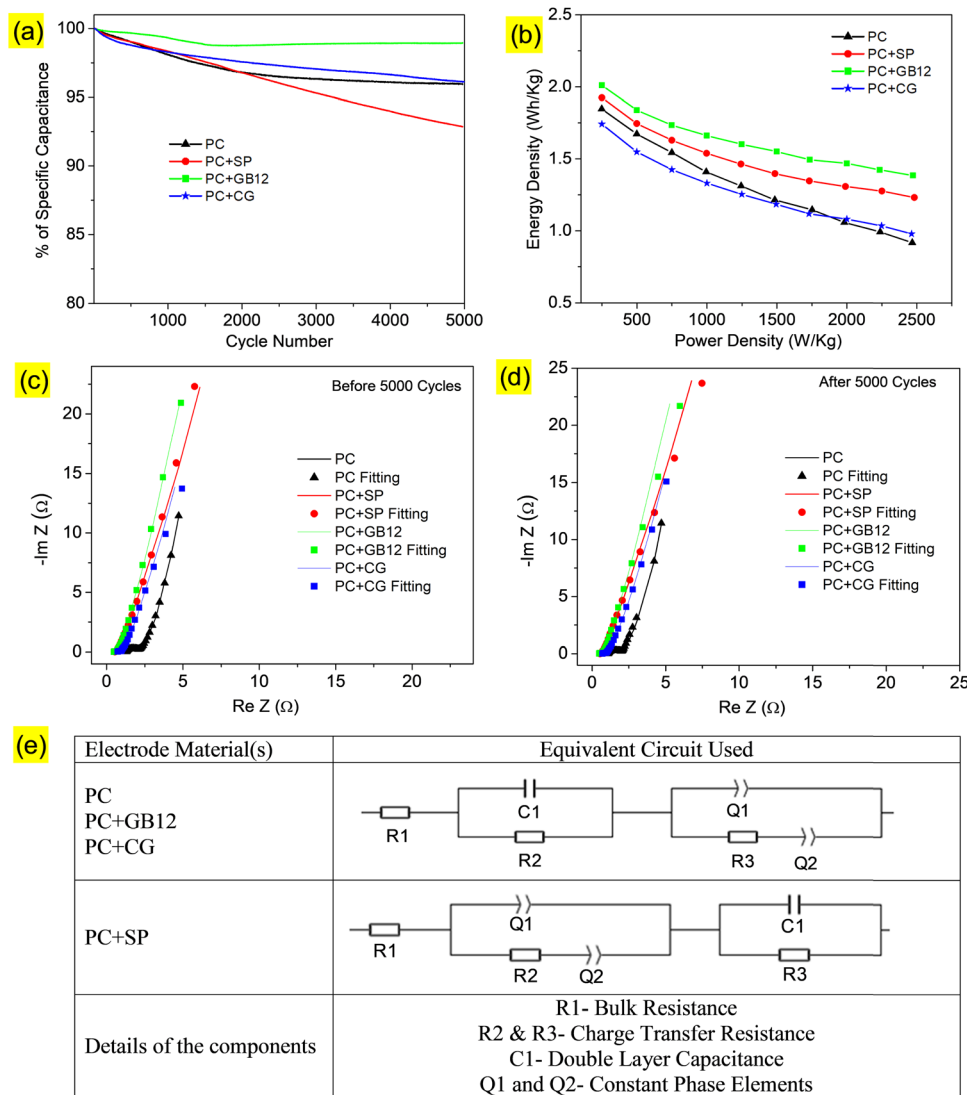 (a)
% of Specific Capacitance
100
95
90
85
80
PC
PC+SP
PC+GB12
PC+CG
1000
2000
3000
4000
5000
Cycle Number
(b)
Energy Density (Wh/Kg)
2.5
2.0
1.5
1.0
0.5
PC
PC+SP
PC+GB12
PC+CG
500
1000
1500
2000
2500
Power Density (W/Kg)
(c)
Before 5000 Cycles
-Im Z (Ω)
20
15
10
5
0
PC
PC Fitting
PC+SP
PC+SP Fitting
PC+GB12
PC+GB12 Fitting
PC+CG
PC+CG Fitting
0
5
10
15
20
Re Z (Ω)
(d)
After 5000 Cycles
-Im Z (Ω)
25
20
15
10
5
0
PC
PC Fitting
PC+SP
PC+SP Fitting
PC+GB12
PC+GB12 Fitting
PC+CG
PC+CG Fitting
0
5
10
15
20
25
Re Z (Ω)
(e)
Electrode Material(s)
Equivalent Circuit Used
PC
PC+GB12
PC+CG
R1
C1
R2
Q1
R3
Q2
PC+SP
R1
Q1
R2
Q2
C1
R3
Details of the components
R1- Bulk Resistance
R2 & R3- Charge Transfer Resistance
C1- Double Layer Capacitance
Q1 and Q2- Constant Phase Elements